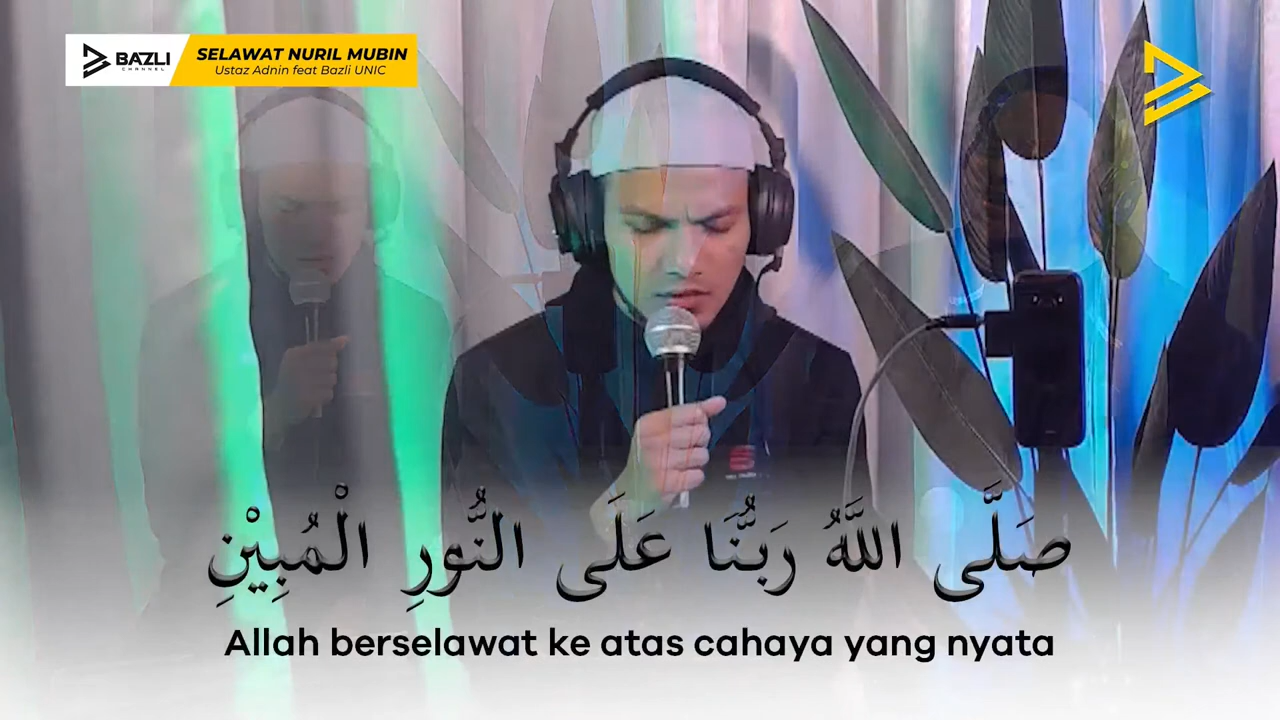 BAZLI
CHANNEL
SELAWAT NURIL MUBIN
Ustaz Adnin feat Bazli UNIC
صَلَّى اللَّهُ رَبُّنَا عَلَى النُّورِ الْمُبِيْنِ
Allah berselawat ke atas cahaya yang nyata